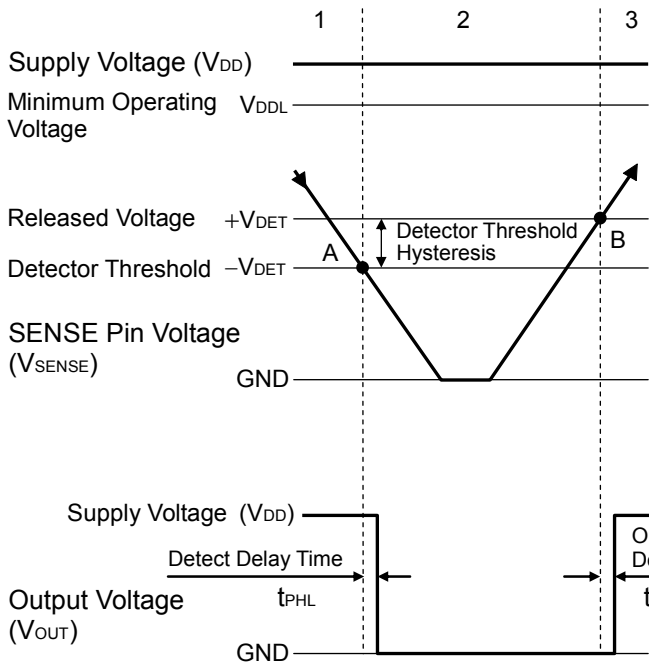 1 2 3
Supply Voltage (VDD)
Minimum Operating VDDL
Voltage
Released Voltage +VDET
Detector Threshold
Hysteresis
A B
Detector Threshold −VDET
SENSE Pin Voltage
(VSENSE)
GND
Supply Voltage (VDD)
Detect Delay Time
tPHL
Output Voltage
(VOUT)
GND